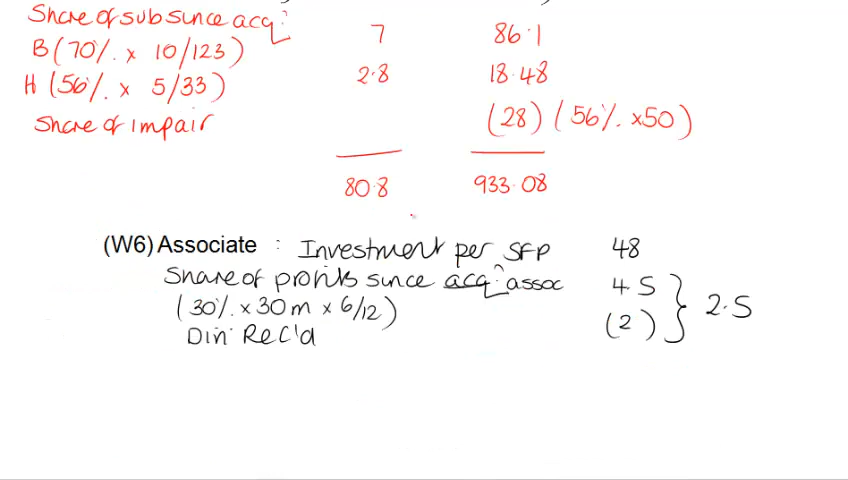 Share of sub since acq:
B (70% × 10/123) 7 86.1
H (56% × 5/33) 2.8 18.48
Share of impair (28) (56% ×50)
80.8 933.08
(W6) Associate : Investment per SFP 48
Share of profits since acq: assoc 4.5
(30% × 30m × 6/12) } 2.5
Div Rec'd (2)